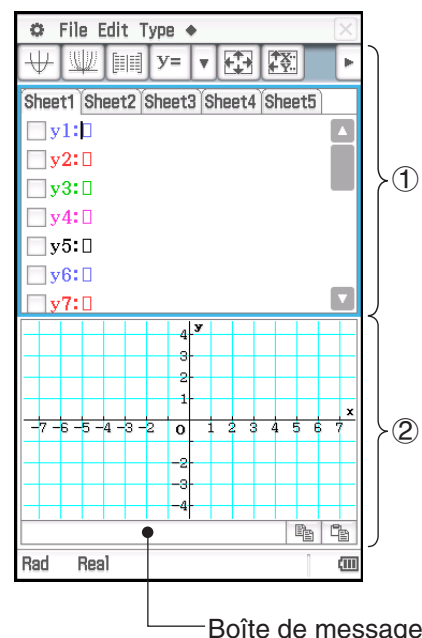 File Edit Type ◆
Y=
Sheet1 Sheet2 Sheet3 Sheet4 Sheet5
y1:
y2:
y3:
y4:
y5:
y6:
y7:
①
4 y
3
2
1
x
-7 -6 -5 -4 -3 -2 0 1 2 3 4 5 6 7
-2
-3
-4
②
Rad Real
Boîte de message